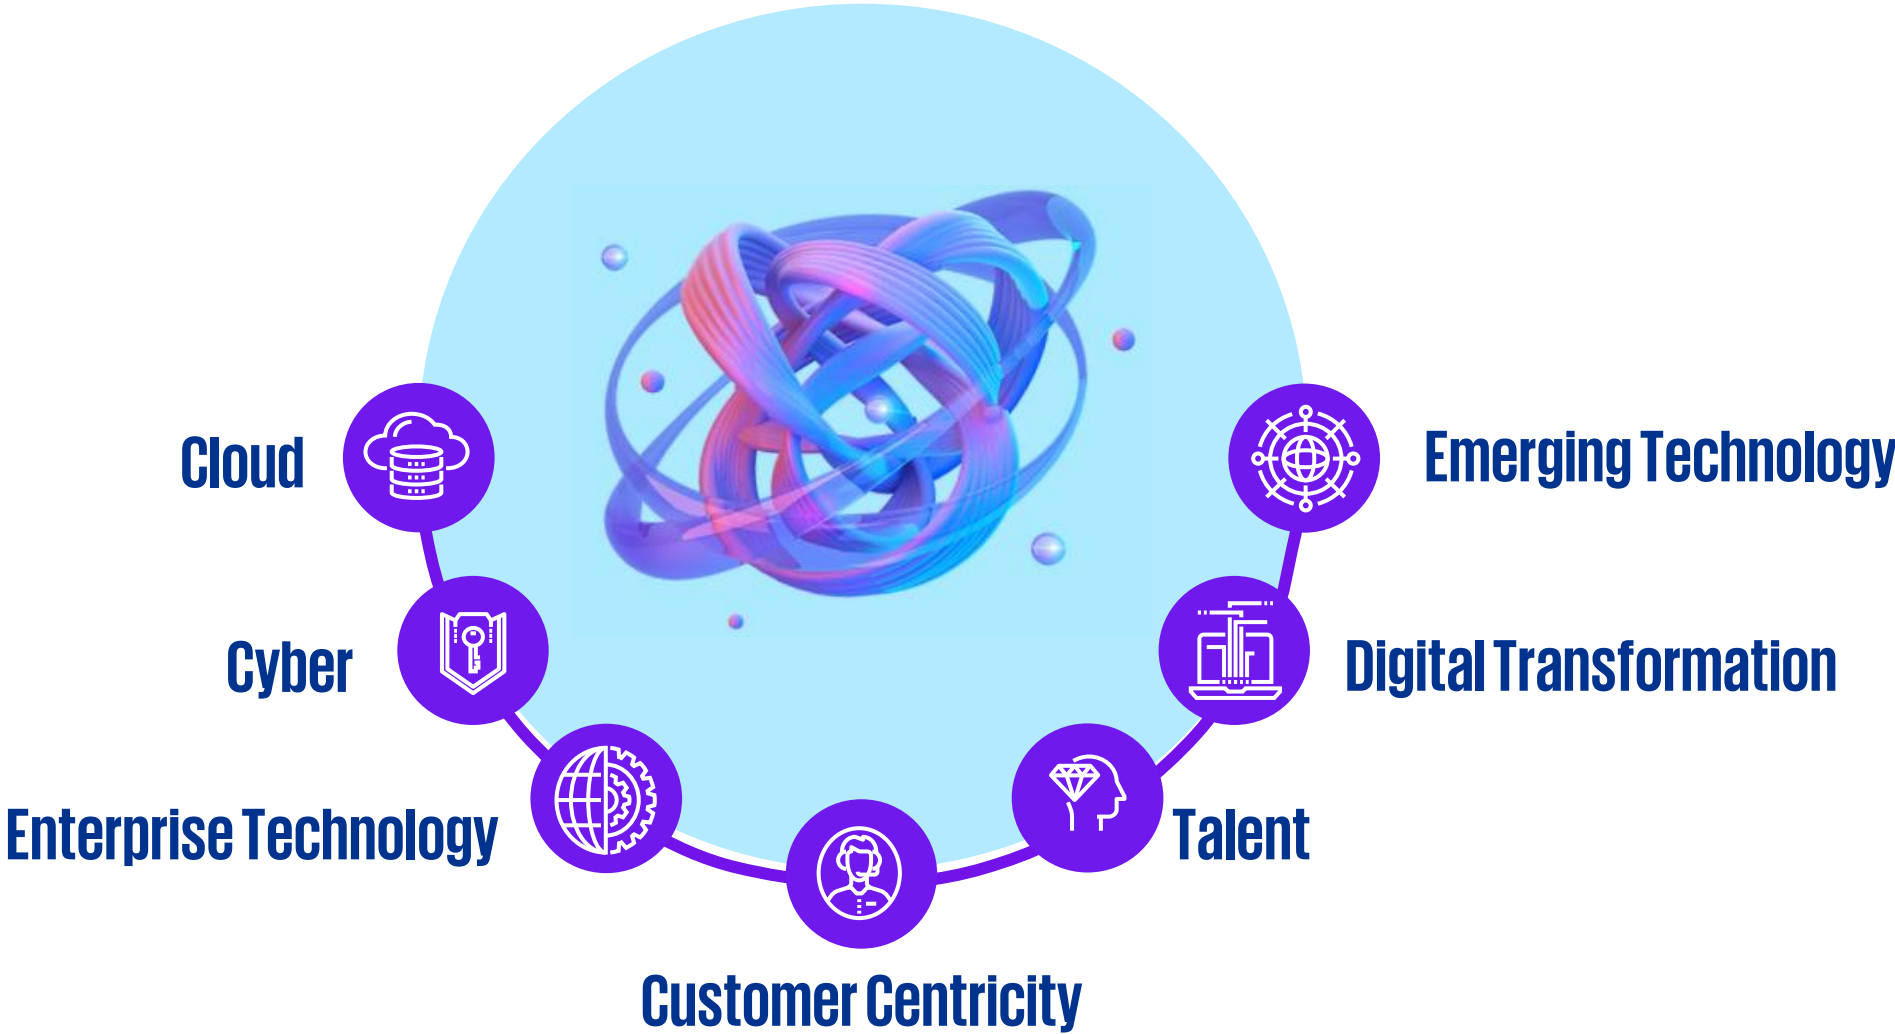 Cloud
Emerging Technology
Cyber
Digital Transformation
Enterprise Technology
Talent
Customer Centricity